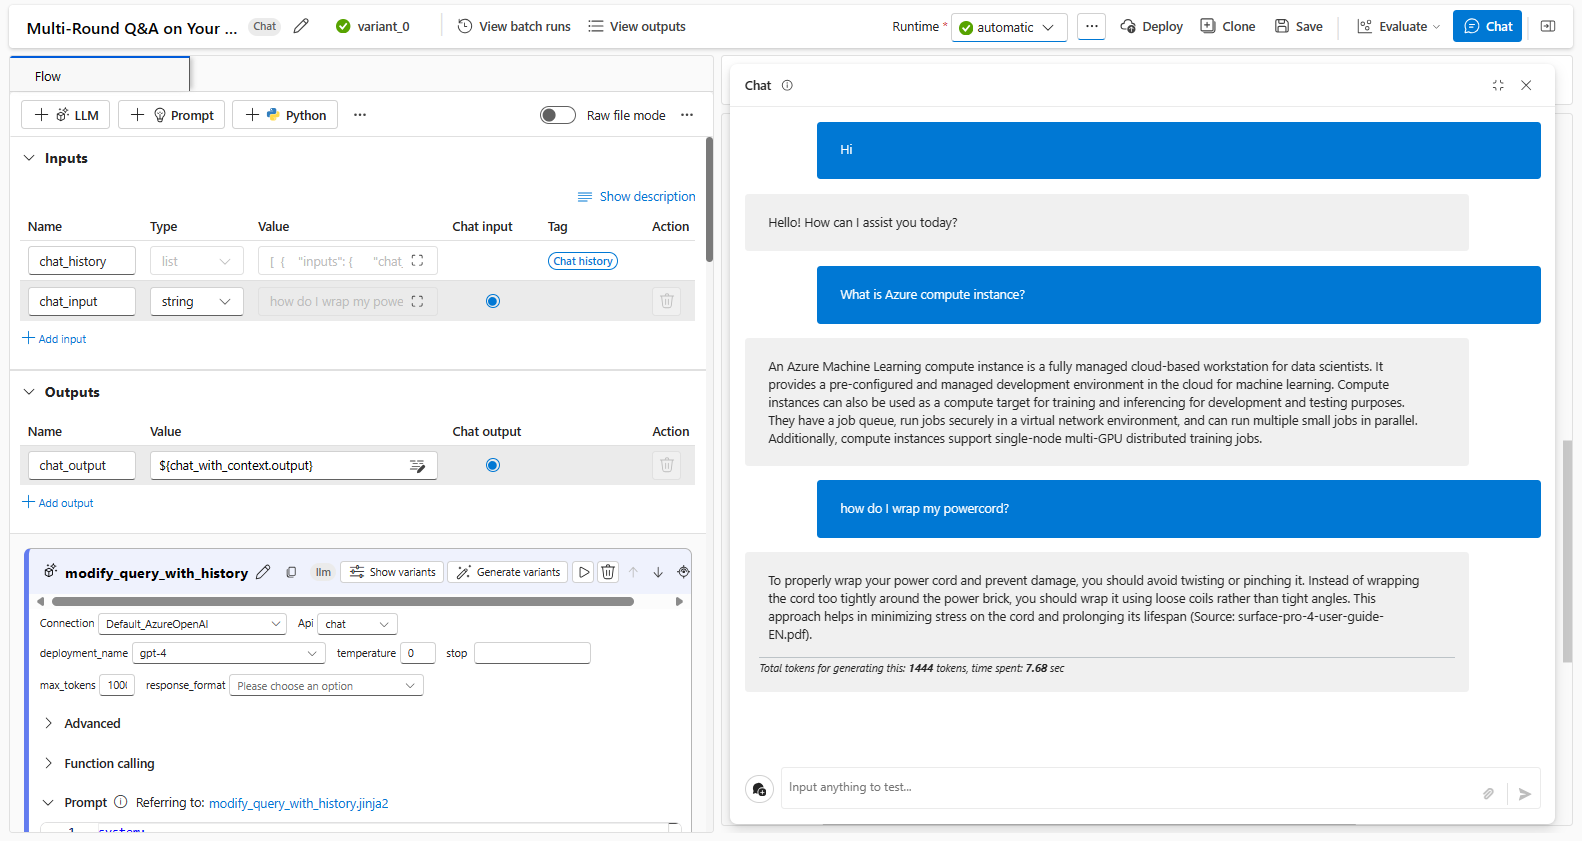 Multi-Round Q&A on Your ...
Chat
variant_0
View batch runs
View outputs
Runtime *
automatic
Deploy
Clone
Save
Evaluate
Chat
Flow
LLM
Prompt
Python
Raw file mode
Inputs
Show description
Name Type Value Chat input Tag Action
chat_history list [ { "inputs": { "chat_ Chat history
chat_input string how do I wrap my powe
Add input
Outputs
Name Value Chat output Action
chat_output ${chat_with_context.output}
Add output
modify_query_with_history llm Show variants Generate variants
Connection Default_AzureOpenAI Api chat
deployment_name gpt-4 temperature 0 stop
max_tokens 100 response_format Please choose an option
Advanced
Function calling
Prompt Referring to: modify_query_with_history.jinja2
1 system:
Chat
Hi
Hello! How can I assist you today?
What is Azure compute instance?
An Azure Machine Learning compute instance is a fully managed cloud-based workstation for data scientists. It
provides a pre-configured and managed development environment in the cloud for machine learning. Compute
instances can also be used as a compute target for training and inferencing for development and testing purposes.
They have a job queue, run jobs securely in a virtual network environment, and can run multiple small jobs in parallel.
Additionally, compute instances support single-node multi-GPU distributed training jobs.
how do I wrap my powercord?
To properly wrap your power cord and prevent damage, you should avoid twisting or pinching it. Instead of wrapping
the cord too tightly around the power brick, you should wrap it using loose coils rather than tight angles. This
approach helps in minimizing stress on the cord and prolonging its lifespan (Source: surface-pro-4-user-guide-
EN.pdf).
Total tokens for generating this: 1444 tokens, time spent: 7.68 sec
Input anything to test...